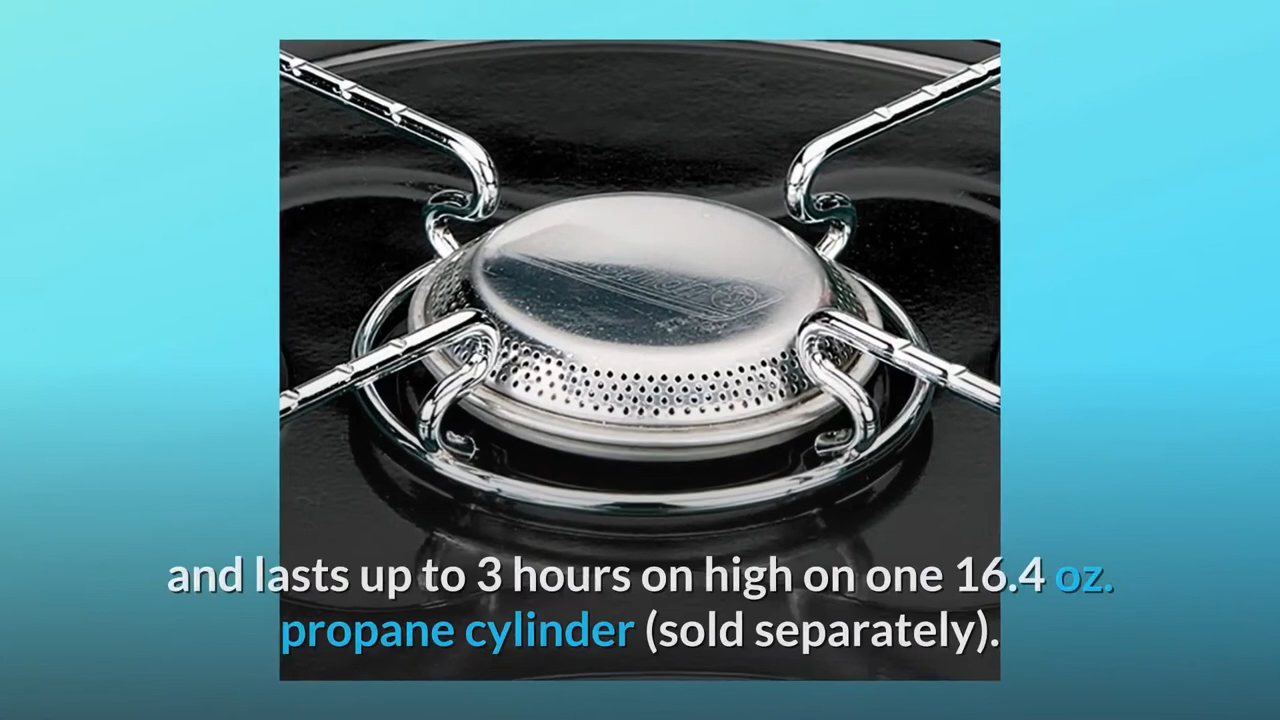 and lasts up to 3 hours on high on one 16.4 oz.
propane cylinder (sold separately).